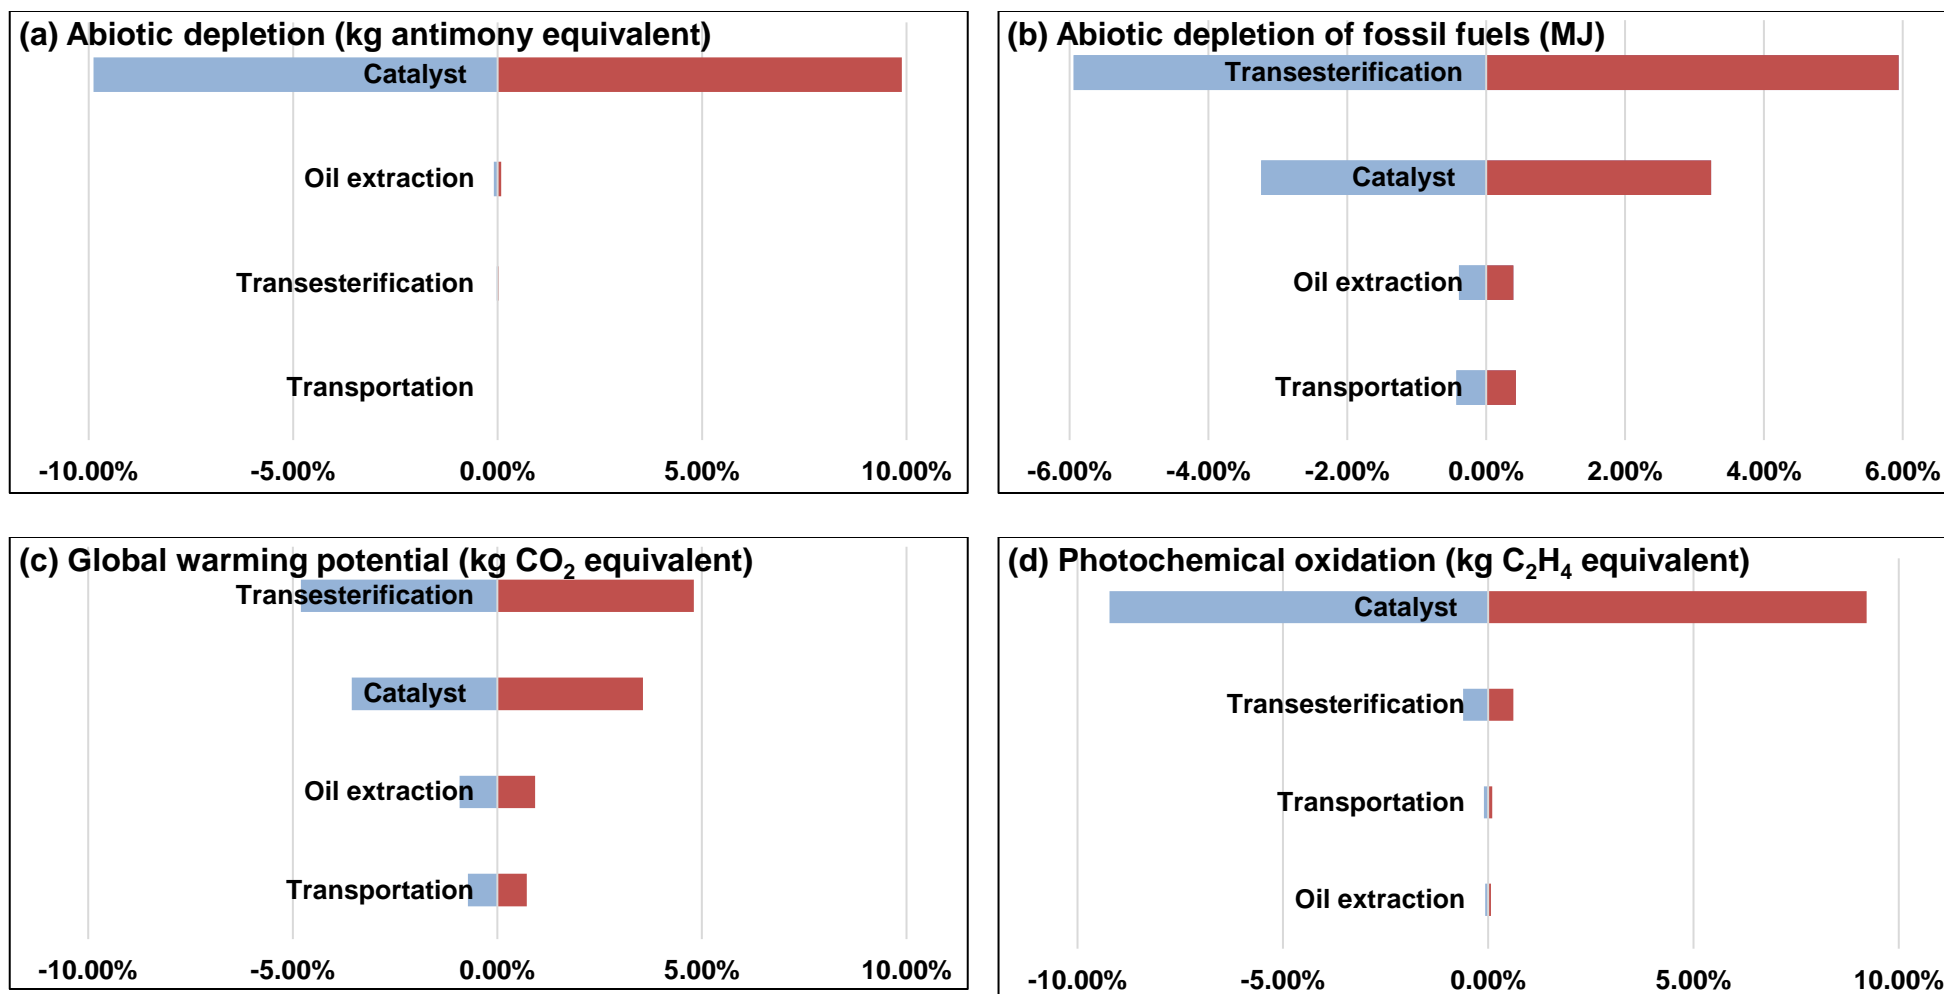 (a) Abiotic depletion (kg antimony equivalent)
Catalyst
Oil extraction
Transesterification
Transportation
-10.00% -5.00% 0.00% 5.00% 10.00%
(b) Abiotic depletion of fossil fuels (MJ)
Transesterification
Catalyst
Oil extraction
Transportation
-6.00% -4.00% -2.00% 0.00% 2.00% 4.00% 6.00%
(c) Global warming potential (kg CO₂ equivalent)
Transesterification
Catalyst
Oil extraction
Transportation
-10.00% -5.00% 0.00% 5.00% 10.00%
(d) Photochemical oxidation (kg C₂H₄ equivalent)
Catalyst
Transesterification
Transportation
Oil extraction
-10.00% -5.00% 0.00% 5.00% 10.00%